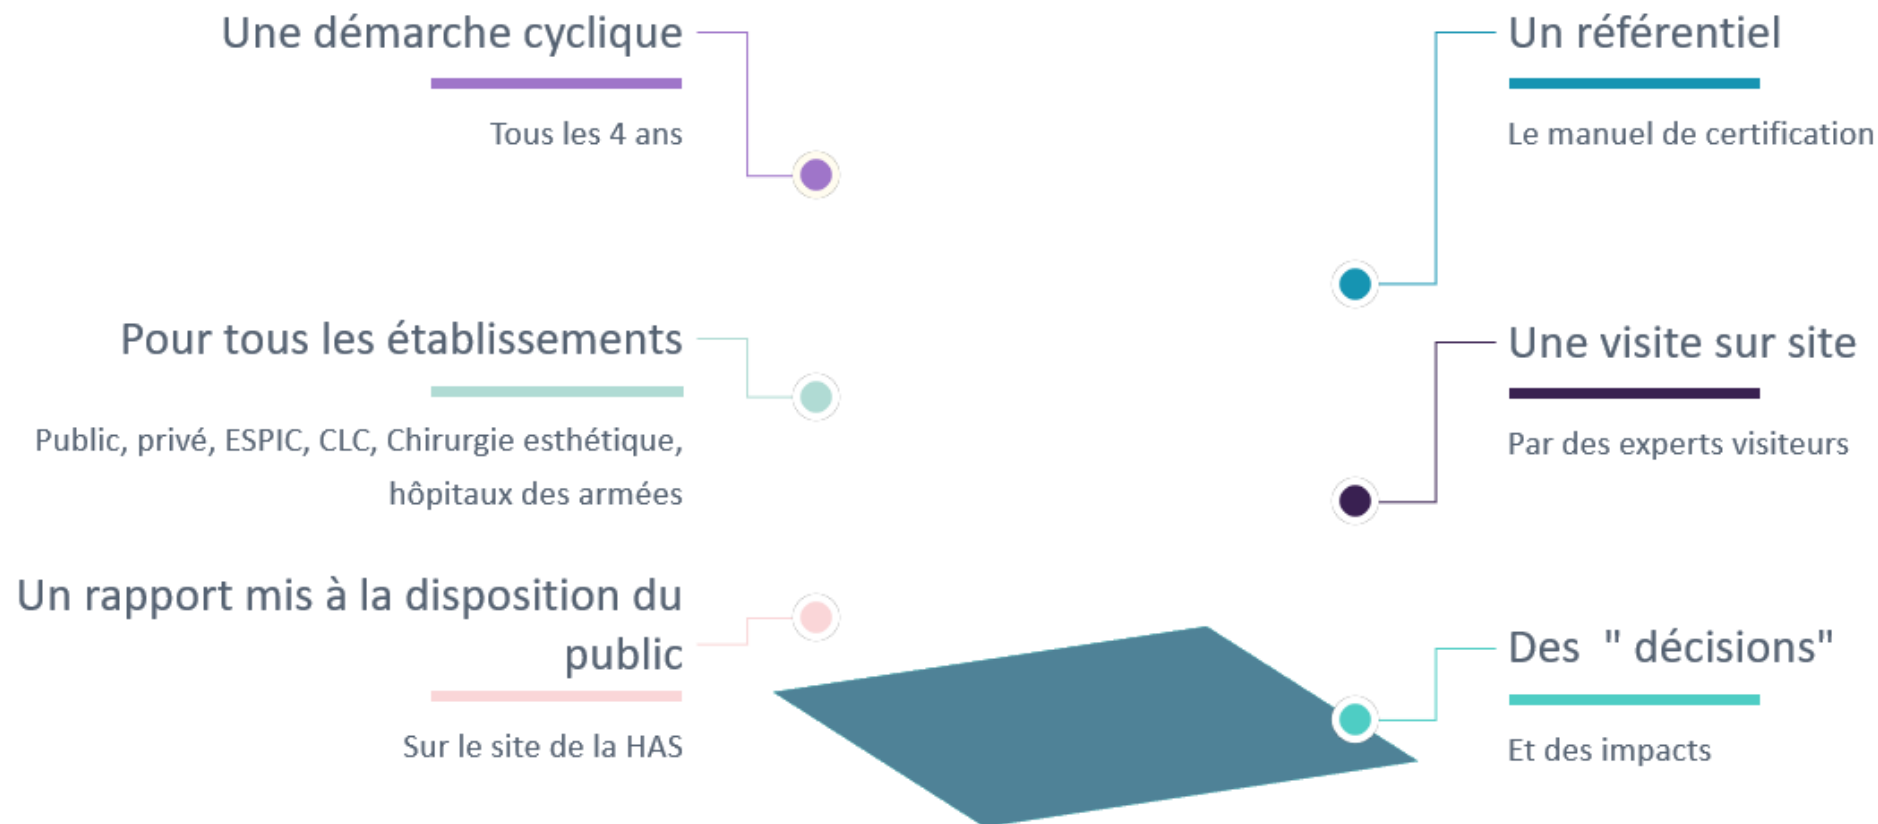 Une démarche cyclique
Tous les 4 ans
Pour tous les établissements
Public, privé, ESPIC, CLC, Chirurgie esthétique,
hôpitaux des armées
Un rapport mis à la disposition du
public
Sur le site de la HAS
Un référentiel
Le manuel de certification
Une visite sur site
Par des experts visiteurs
Des " décisions"
Et des impacts